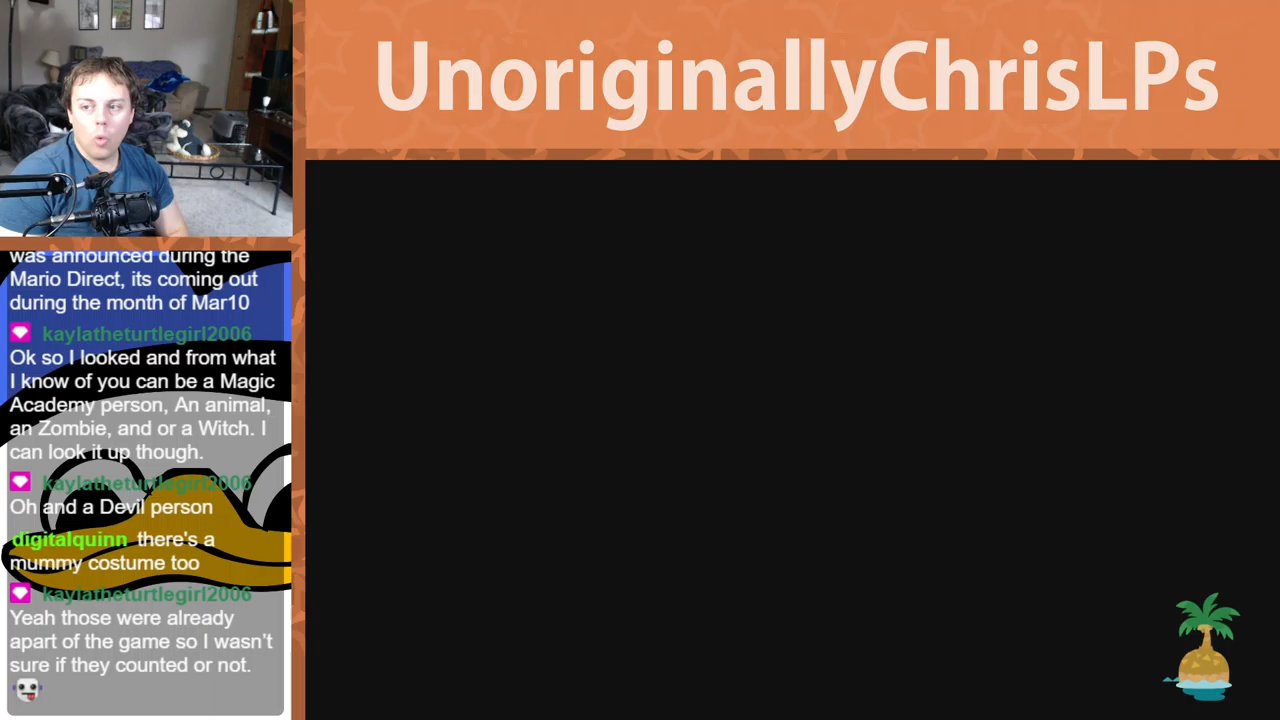 UnoriginallyChrisLPs
was announced during the
Mario Direct, its coming out
during the month of Mar10
kaylatheturtlegirl2006
Ok so I looked and from what
I know of you can be a Magic
Academy person, An animal,
an Zombie, and or a Witch. I
can look it up though.
kaylatheturtlegirl2006
Oh and a Devil person
digitalquinn there's a
mummy costume too
kaylatheturtlegirl2006
Yeah those were already
apart of the game so I wasn't
sure if they counted or not.